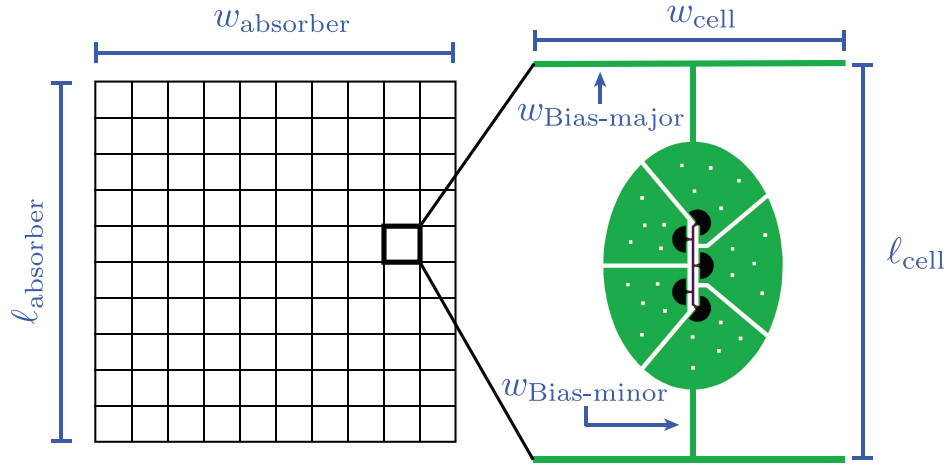 w_absorber
w_cell
w_Bias-major
ℓ_absorber
ℓ_cell
w_Bias-minor